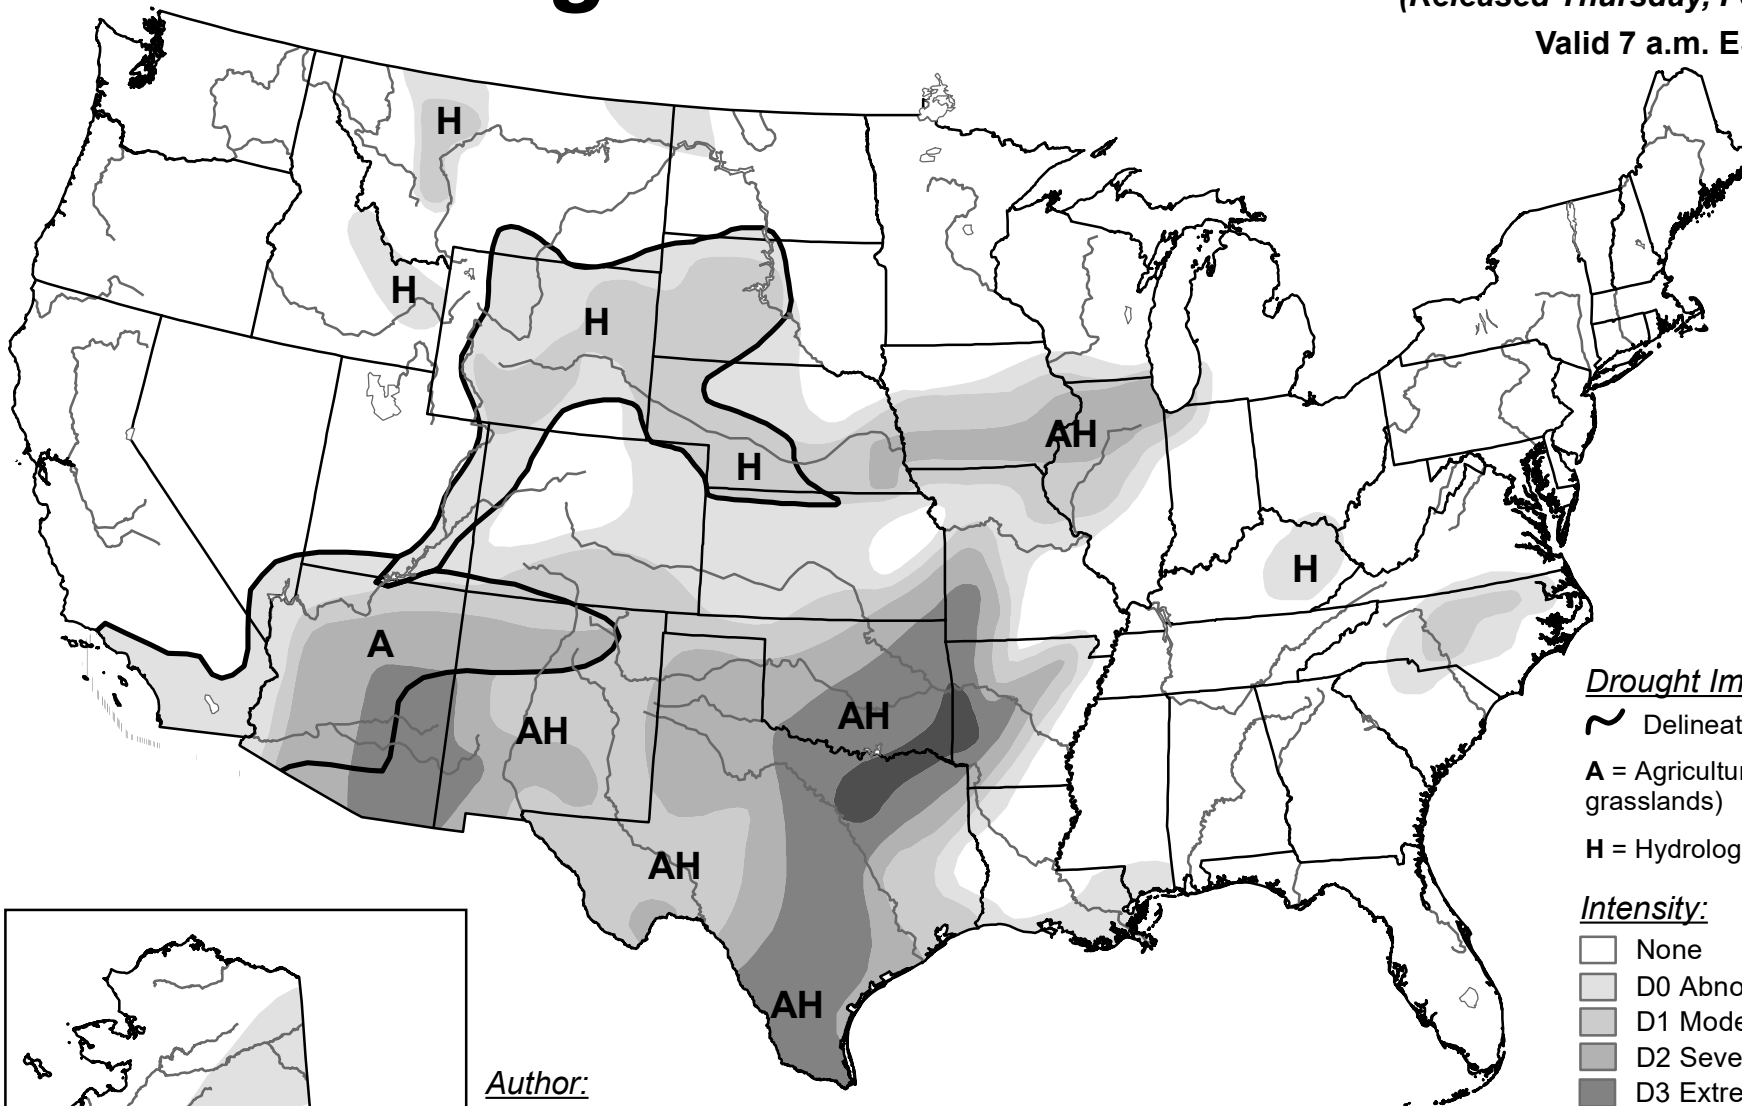 (Released Thursday,
Valid 7 a.m.
H
H
H
AH
H
H
A
AH
AH
AH
AH
Drought Im
Delineat
A = Agricultur
grasslands)
H = Hydrolog
Intensity:
None
D0 Abno
D1 Mode
D2 Seve
D3 Extre
Author: